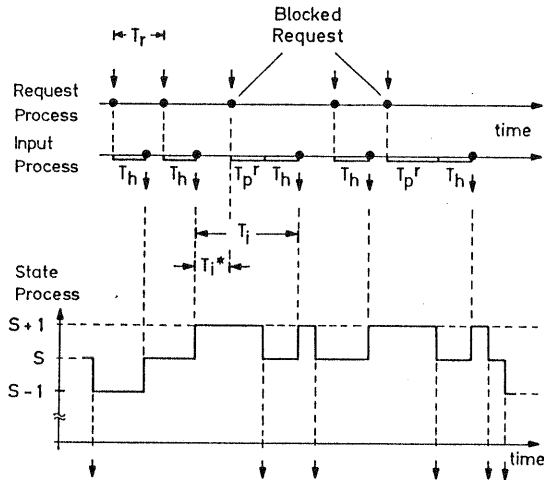 Blocked
Request
T_r
Request
Process
time
Input
Process
T_h T_h T_p^r T_h T_h T_p^r T_h
T_i
T_i*
State
Process
S+1
S
S-1
time